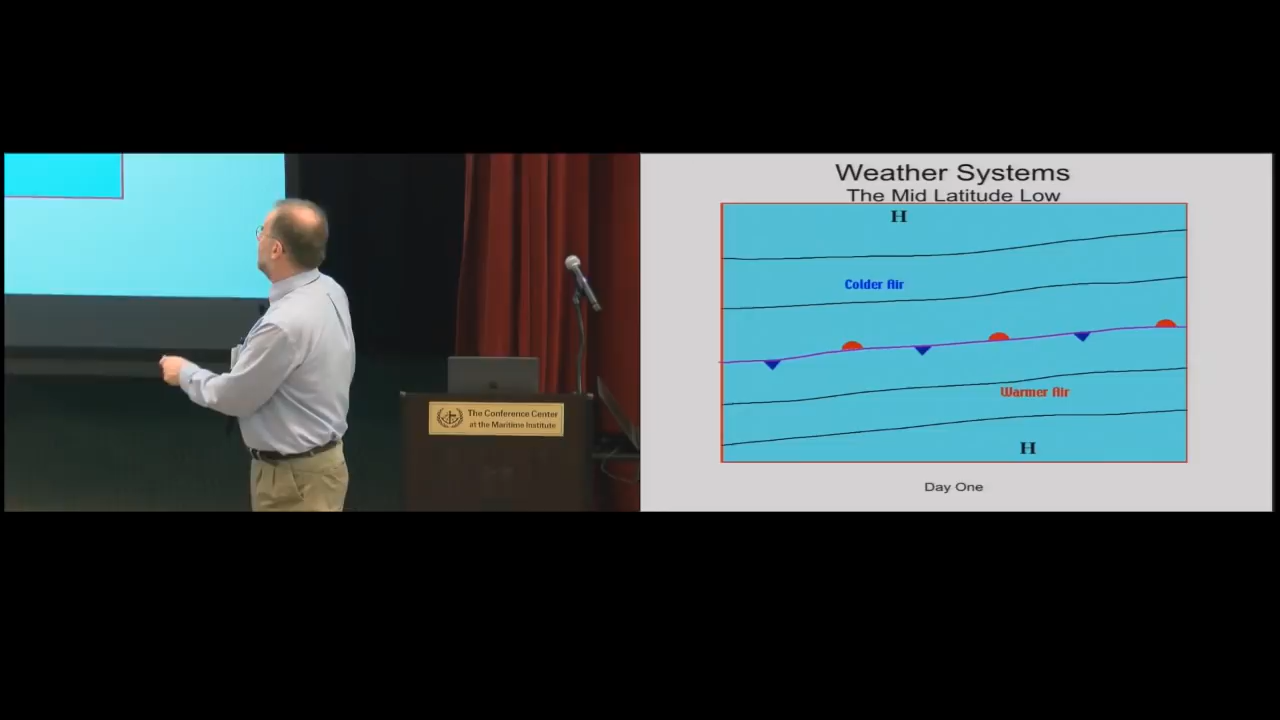 The Conference Center
at the Maritime Institute
Weather Systems
The Mid Latitude Low
H
Colder Air
Warmer Air
H
Day One